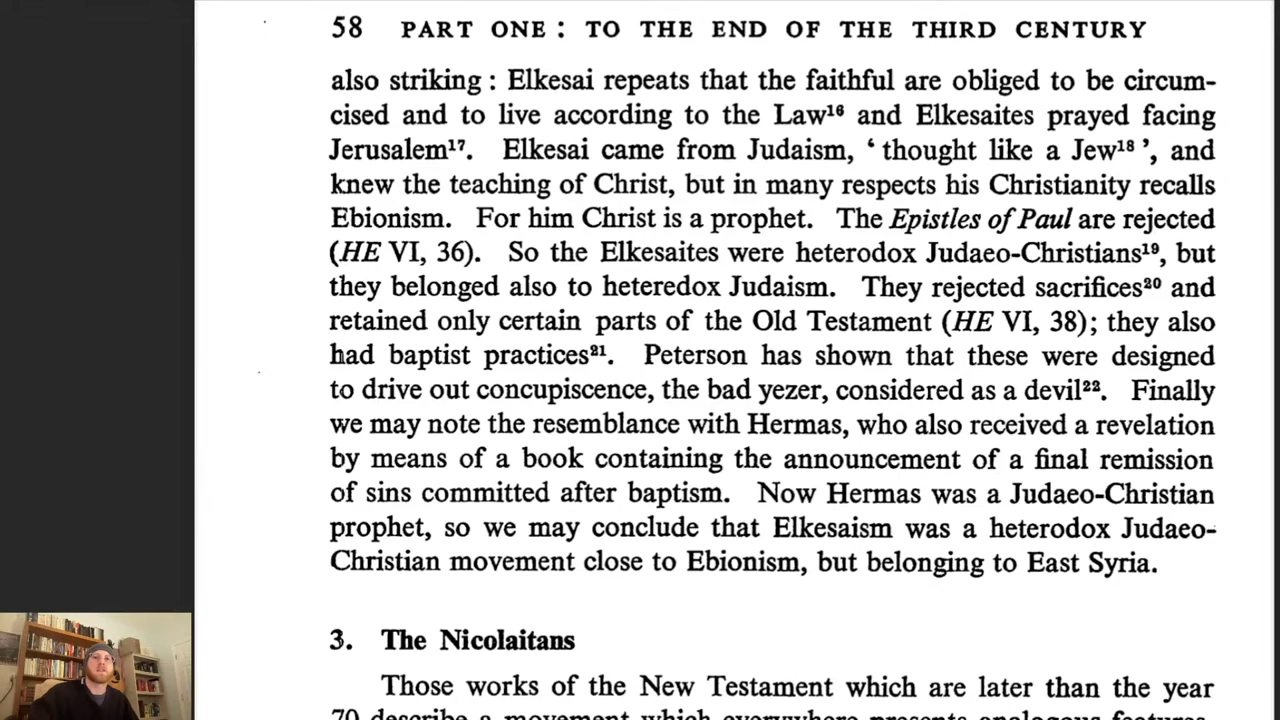 58 PART ONE : TO THE END OF THE THIRD CENTURY
also striking : Elkesai repeats that the faithful are obliged to be circum-
cised and to live according to the Law¹⁶ and Elkesaites prayed facing
Jerusalem¹⁷. Elkesai came from Judaism, ‘ thought like a Jew¹⁸ ’, and
knew the teaching of Christ, but in many respects his Christianity recalls
Ebionism. For him Christ is a prophet. The Epistles of Paul are rejected
(HE VI, 36). So the Elkesaites were heterodox Judaeo-Christians¹⁹, but
they belonged also to heteredox Judaism. They rejected sacrifices²⁰ and
retained only certain parts of the Old Testament (HE VI, 38); they also
had baptist practices²¹. Peterson has shown that these were designed
to drive out concupiscence, the bad yezer, considered as a devil²². Finally
we may note the resemblance with Hermas, who also received a revelation
by means of a book containing the announcement of a final remission
of sins committed after baptism. Now Hermas was a Judaeo-Christian
prophet, so we may conclude that Elkesaism was a heterodox Judaeo-
Christian movement close to Ebionism, but belonging to East Syria.
3. The Nicolaitans
Those works of the New Testament which are later than the year
70 describe a movement which everywhere presents analogous features.